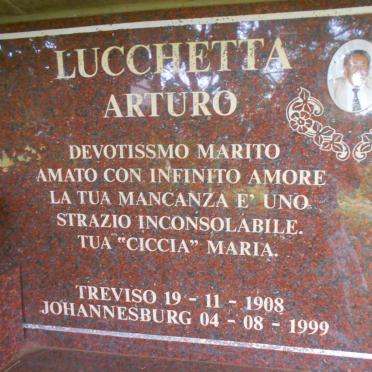 LUCCHETTA
ARTURO
DEVOTISSMO MARITO
AMATO CON INFINITO AMORE
LA TUA MANCANZA E' UNO
STRAZIO INCONSOLABILE.
TUA "CICCIA" MARIA.
TREVISO 19 - 11 - 1908
JOHANNESBURG 04 - 08 - 1999